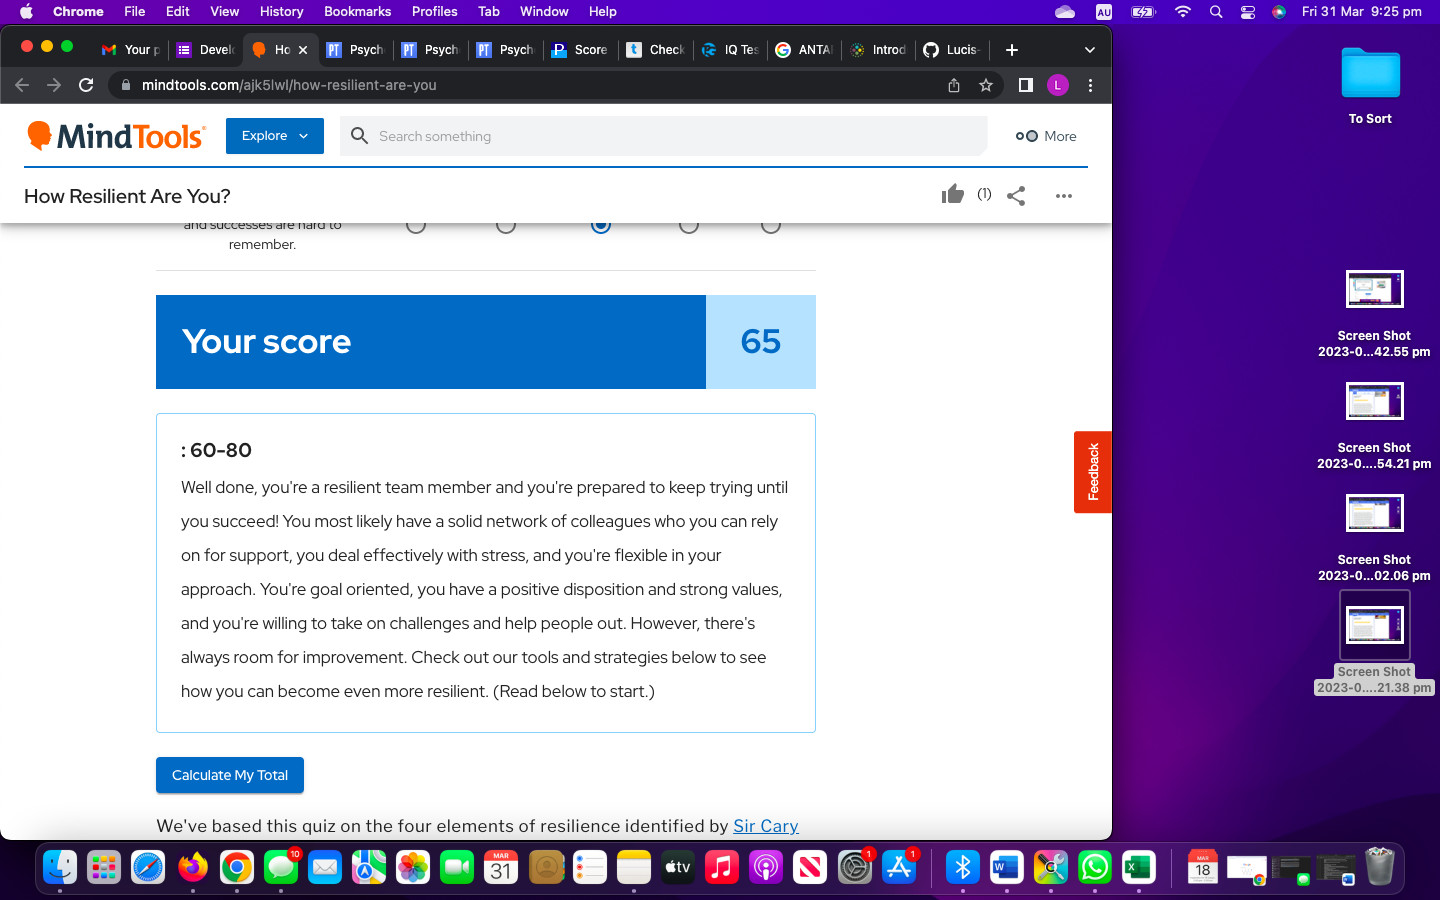 Chrome File Edit View History Bookmarks Profiles Tab Window Help AU Fri 31 Mar 9:25 pm
Your p Develo Ho Psych Psych Psych Score Check IQ Tes ANTA Introd Lucis-
mindtools.com/ajk5lwl/how-resilient-are-you L
MindTools Explore Search something More
How Resilient Are You? (1)
and successes are hard to
remember.
Your score 65
: 60-80
Well done, you're a resilient team member and you're prepared to keep trying until
you succeed! You most likely have a solid network of colleagues who you can rely
on for support, you deal effectively with stress, and you're flexible in your
approach. You're goal oriented, you have a positive disposition and strong values,
and you're willing to take on challenges and help people out. However, there's
always room for improvement. Check out our tools and strategies below to see
how you can become even more resilient. (Read below to start.)
Calculate My Total
We've based this quiz on the four elements of resilience identified by Sir Cary
Feedback
To Sort
Screen Shot
2023-0...42.55 pm
Screen Shot
2023-0....54.21 pm
Screen Shot
2023-0...02.06 pm
Screen Shot
2023-0....21.38 pm
10
MAR
31
tv
1
1
MAR
18